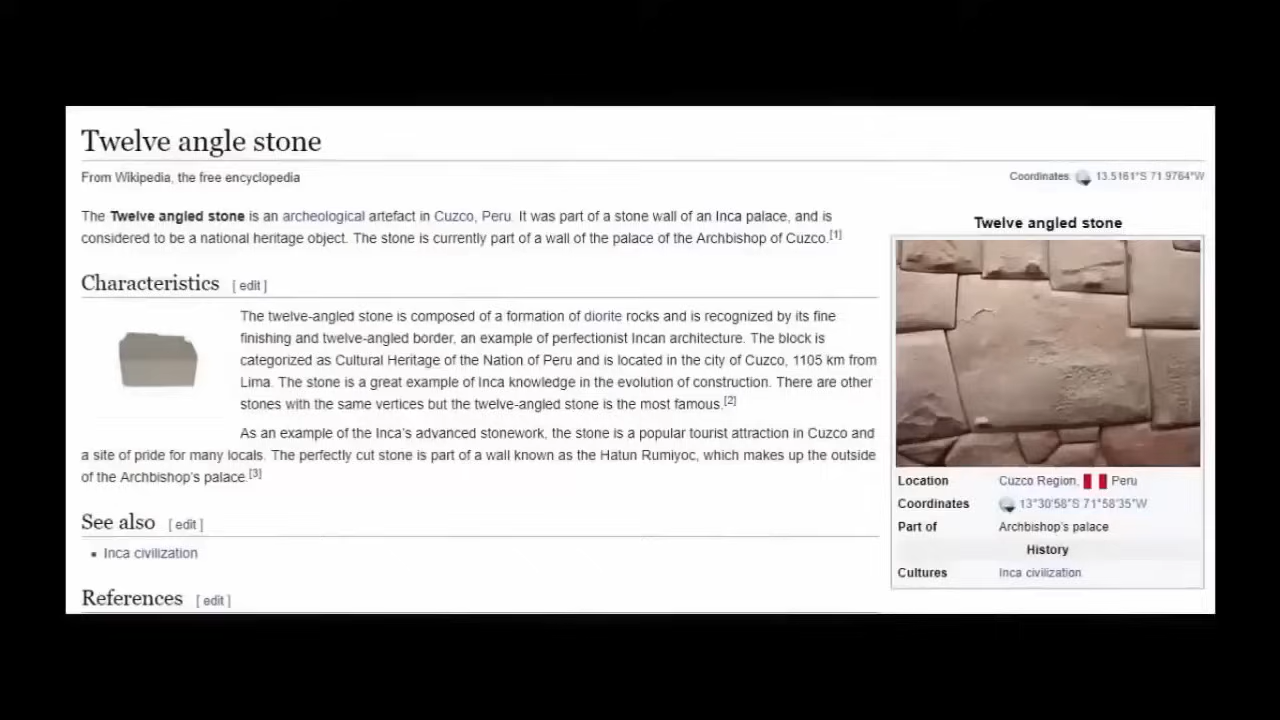 Twelve angle stone
From Wikipedia, the free encyclopedia
Coordinates: 13.5161°S 71.9764°W
The Twelve angled stone is an archeological artefact in Cuzco, Peru. It was part of a stone wall of an Inca palace, and is
considered to be a national heritage object. The stone is currently part of a wall of the palace of the Archbishop of Cuzco.[1]
Characteristics [ edit ]
The twelve-angled stone is composed of a formation of diorite rocks and is recognized by its fine
finishing and twelve-angled border, an example of perfectionist Incan architecture. The block is
categorized as Cultural Heritage of the Nation of Peru and is located in the city of Cuzco, 1105 km from
Lima. The stone is a great example of Inca knowledge in the evolution of construction. There are other
stones with the same vertices but the twelve-angled stone is the most famous.[2]
As an example of the Inca's advanced stonework, the stone is a popular tourist attraction in Cuzco and
a site of pride for many locals. The perfectly cut stone is part of a wall known as the Hatun Rumiyoc, which makes up the outside
of the Archbishop's palace.[3]
See also [ edit ]
• Inca civilization
References [ edit ]
Twelve angled stone
Location Cuzco Region, Peru
Coordinates 13°30'58"S 71°58'35"W
Part of Archbishop's palace
History
Cultures Inca civilization